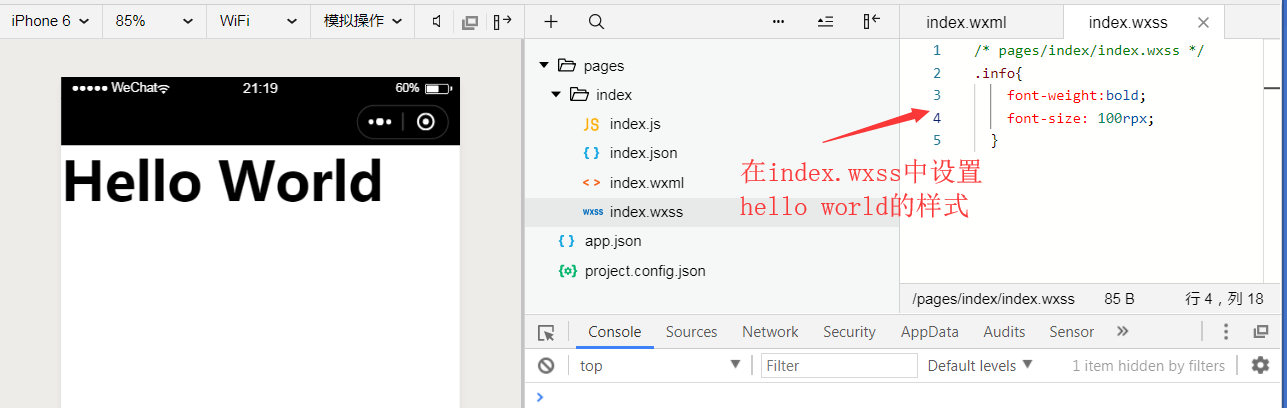 iPhone 6 85% WiFi 模拟操作
WeChat 21:19 60%
Hello World
pages
index
JS index.js
{ } index.json
< > index.wxml
wxss index.wxss
{ } app.json
project.config.json
index.wxml index.wxss
1 /* pages/index/index.wxss */
2 .info{
3 font-weight:bold;
4 font-size: 100rpx;
5 }
在index.wxss中设置
hello world的样式
/pages/index/index.wxss 85 B 行 4，列 18
Console Sources Network Security AppData Audits Sensor
top Filter Default levels 1 item hidden by filters